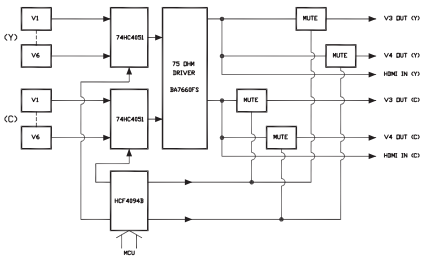 V1
MUTE
V3 OUT (Y)
(Y)
74HC4051
75 OHM
DRIVER
BA7660FS
V6
MUTE
V4 OUT (Y)
HDMI IN (Y)
V1
MUTE
V3 OUT (C)
(C)
74HC4051
V6
MUTE
V4 OUT (C)
HDMI IN (C)
HCF4094B
MCU